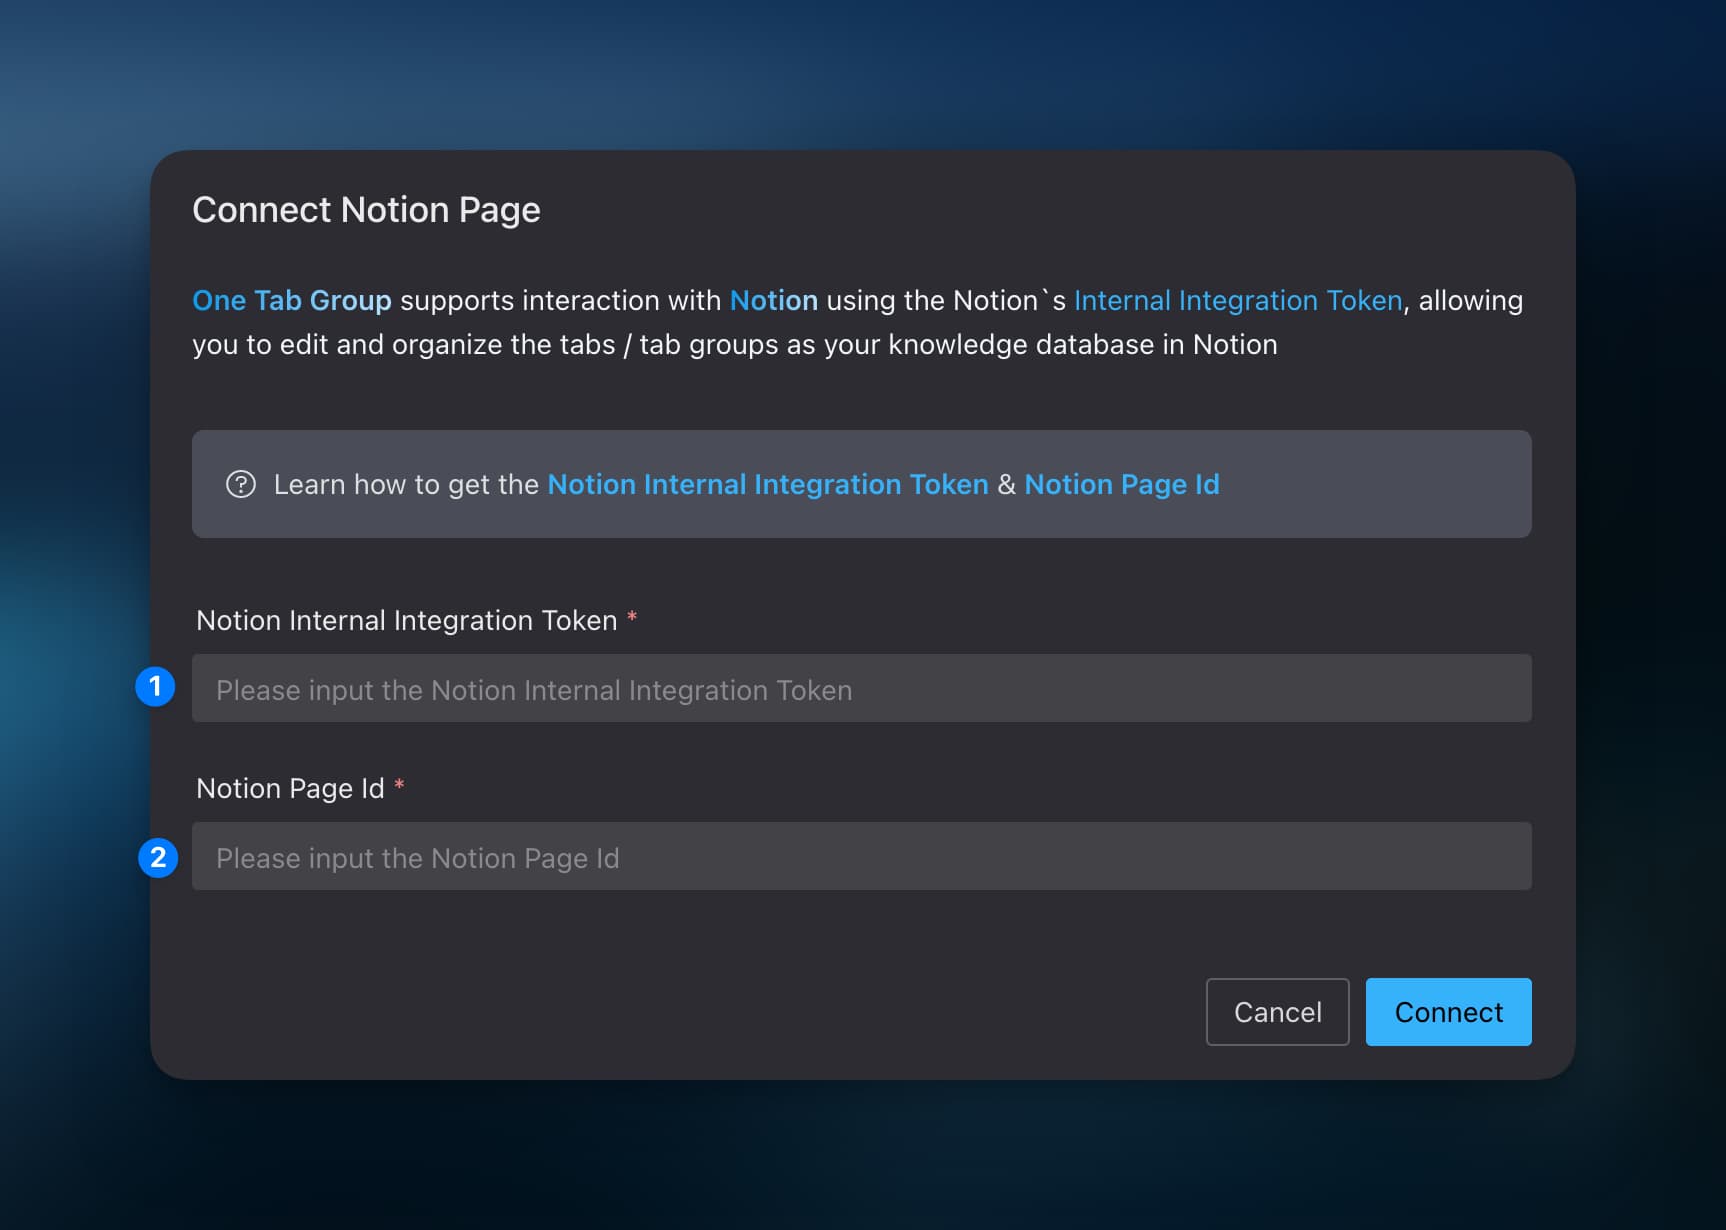 Connect Notion Page
One Tab Group supports interaction with Notion using the Notion`s Internal Integration Token, allowing
you to edit and organize the tabs / tab groups as your knowledge database in Notion
? Learn how to get the Notion Internal Integration Token & Notion Page Id
Notion Internal Integration Token *
1 Please input the Notion Internal Integration Token
Notion Page Id *
2 Please input the Notion Page Id
Cancel Connect